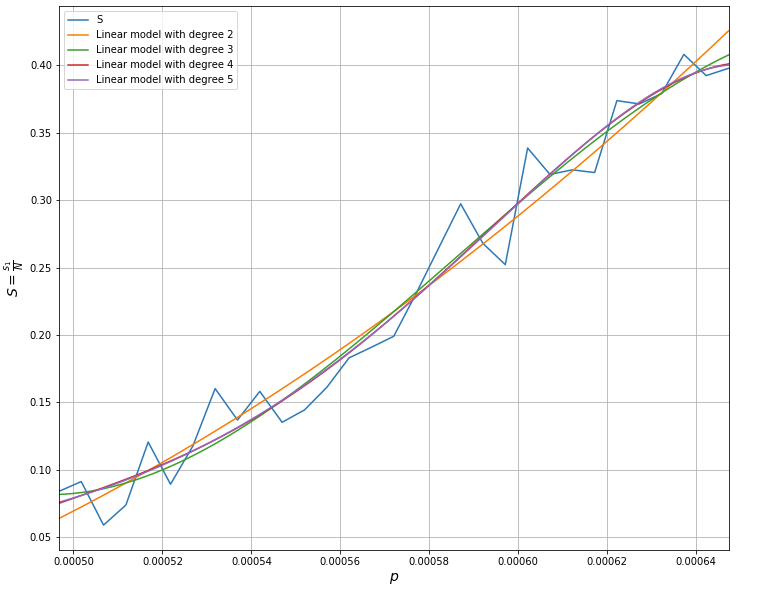 S
Linear model with degree 2
Linear model with degree 3
Linear model with degree 4
Linear model with degree 5
0.40
0.35
0.30
0.25
0.20
0.15
0.10
0.05
S = s₁/N
0.00050 0.00052 0.00054 0.00056 0.00058 0.00060 0.00062 0.00064
p